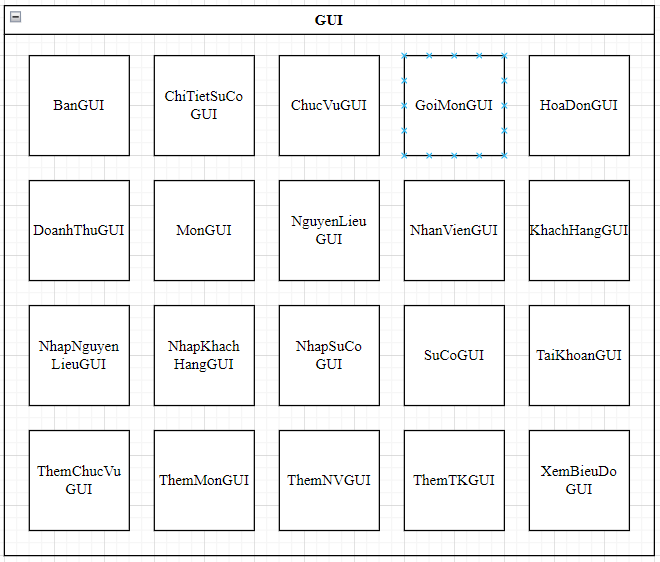 GUI
BanGUI
ChiTietSuCo
GUI
ChucVuGUI
GoiMonGUI
HoaDonGUI
DoanhThuGUI
MonGUI
NguyenLieu
GUI
NhanVienGUI
KhachHangGUI
NhapNguyen
LieuGUI
NhapKhach
HangGUI
NhapSuCo
GUI
SuCoGUI
TaiKhoanGUI
ThemChucVu
GUI
ThemMonGUI
ThemNVGUI
ThemTKGUI
XemBieuDo
GUI